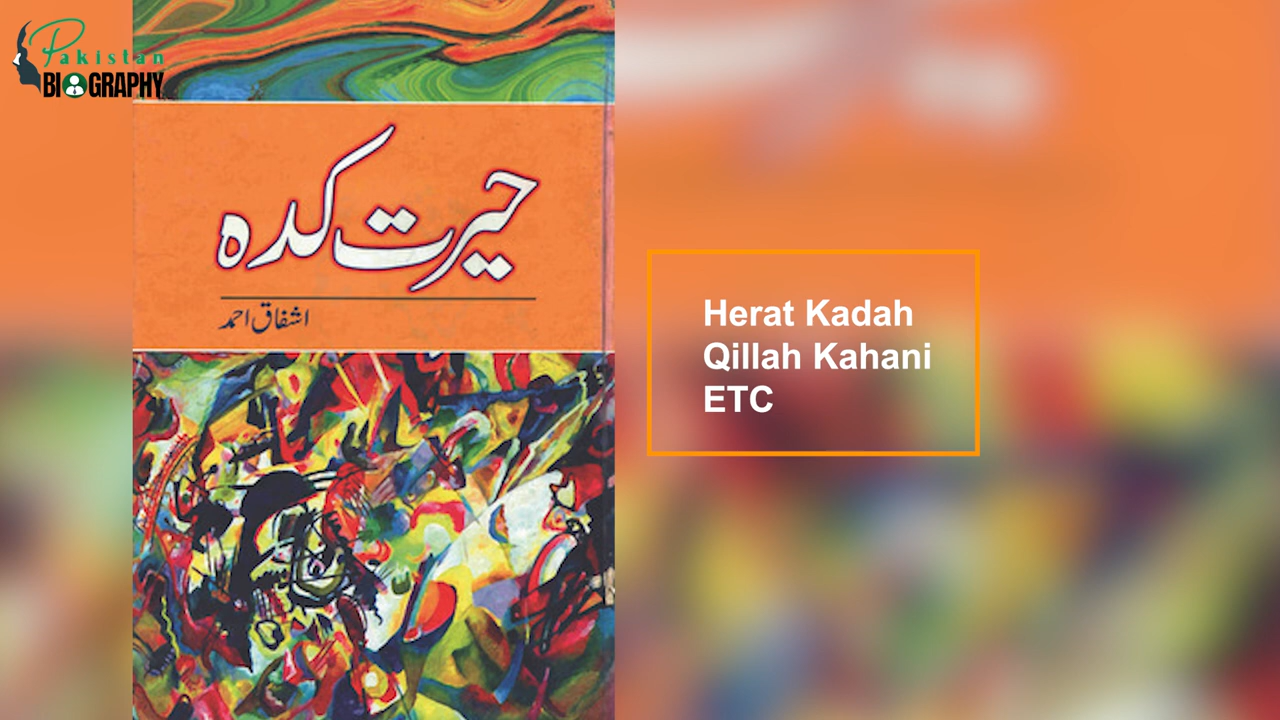 Pakistan
BIOGRAPHY
حیرت کدہ
اشفاق احمد
Herat Kadah
Qillah Kahani
ETC